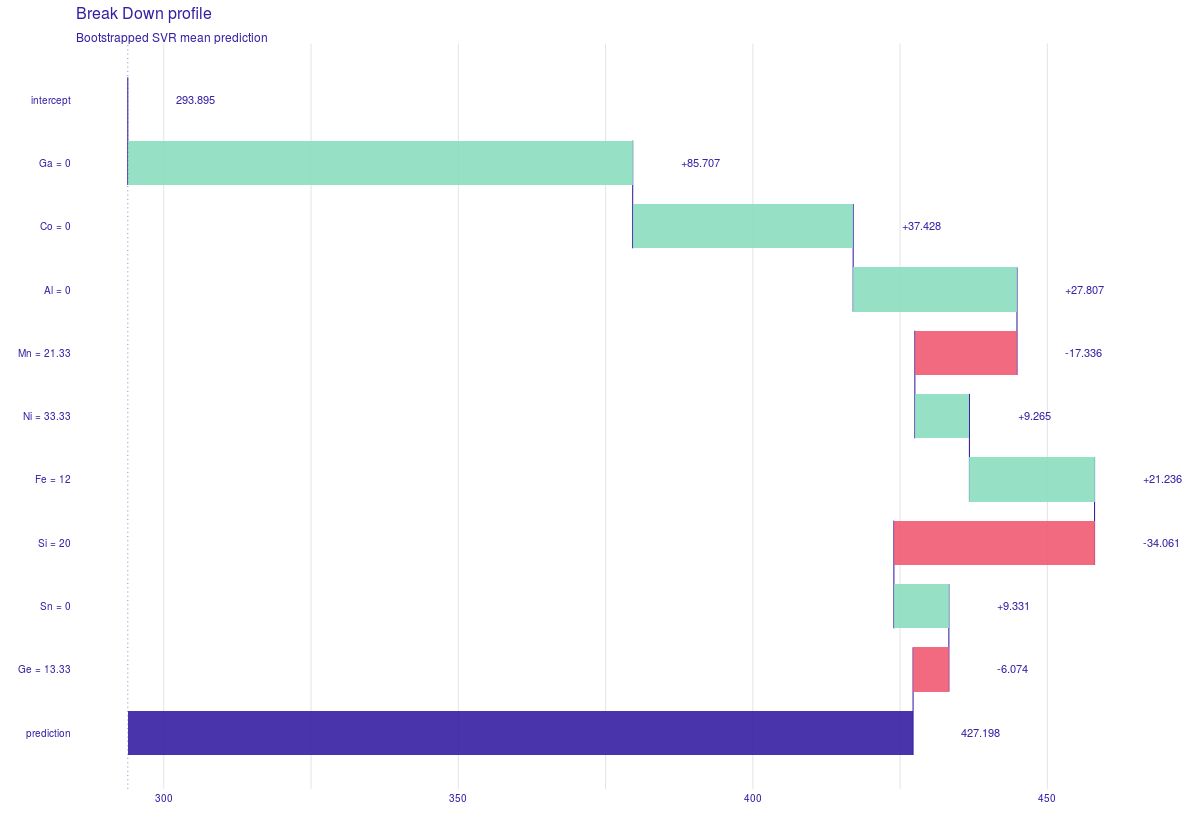 Break Down profile
Bootstrapped SVR mean prediction
intercept 293.895
Ga = 0 +85.707
Co = 0 +37.428
Al = 0 +27.807
Mn = 21.33 -17.336
Ni = 33.33 +9.265
Fe = 12 +21.236
Si = 20 -34.061
Sn = 0 +9.331
Ge = 13.33 -6.074
prediction 427.198
300 350 400 450